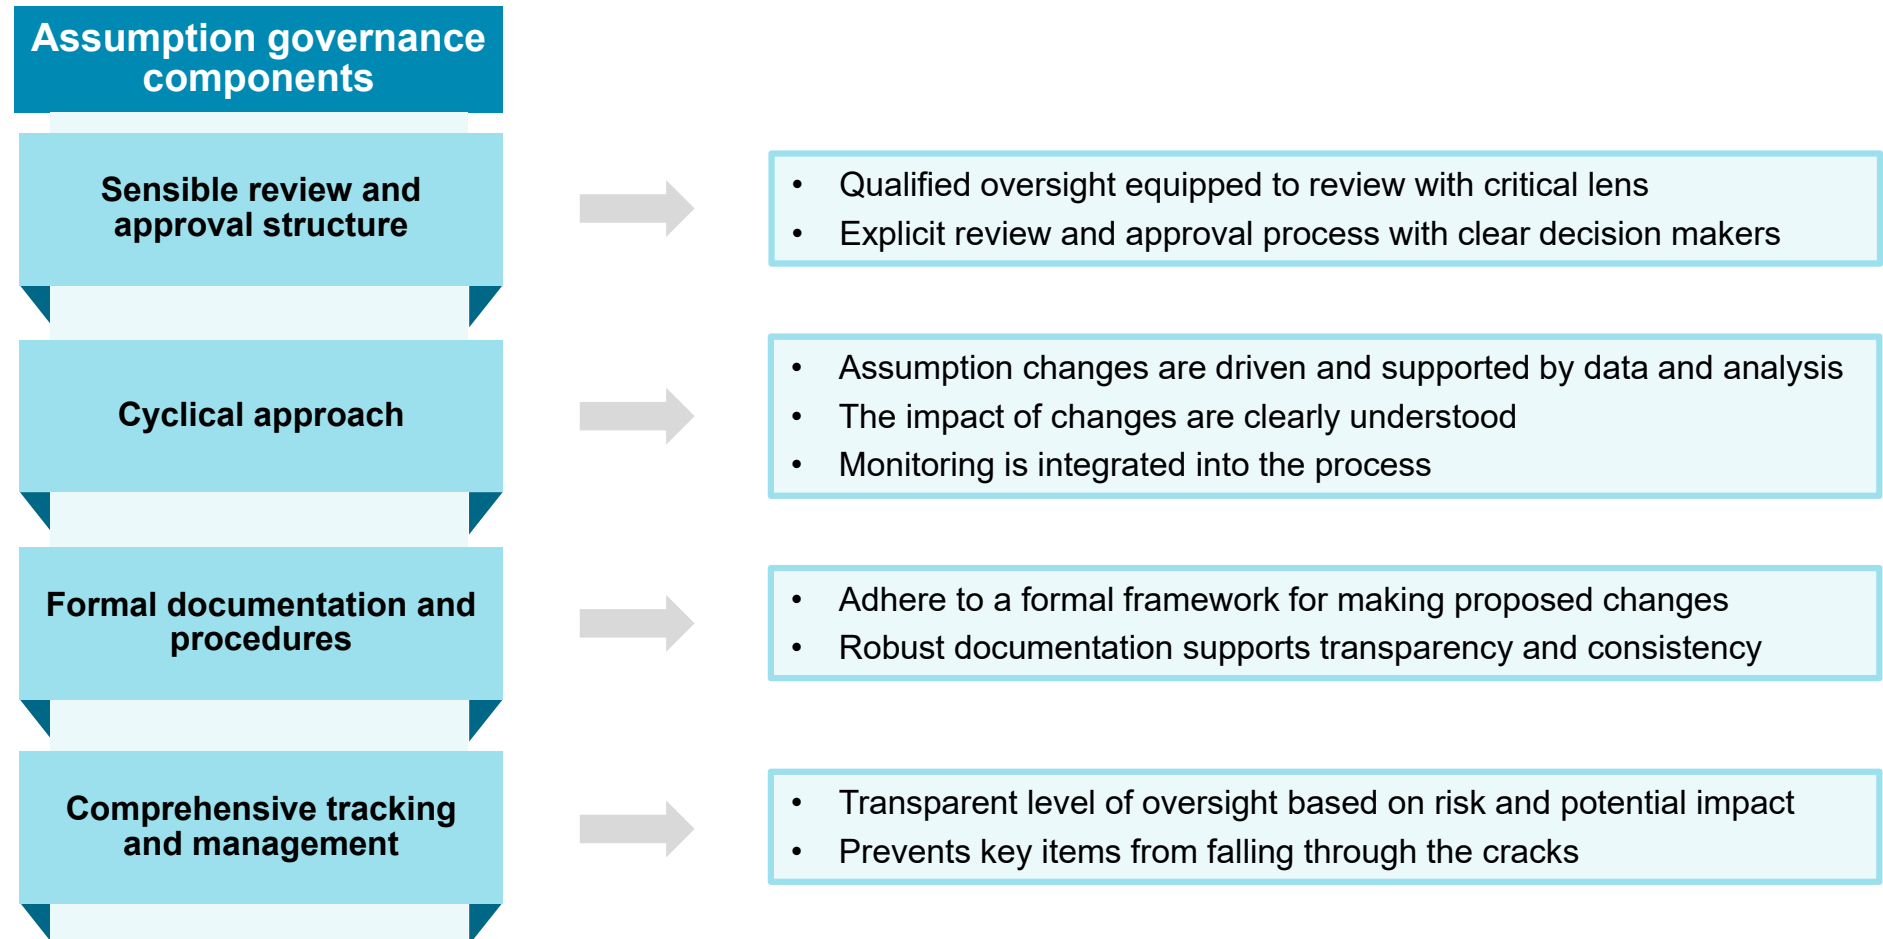 Assumption governance
components
Sensible review and
approval structure
• Qualified oversight equipped to review with critical lens
• Explicit review and approval process with clear decision makers
Cyclical approach
• Assumption changes are driven and supported by data and analysis
• The impact of changes are clearly understood
• Monitoring is integrated into the process
Formal documentation and
procedures
• Adhere to a formal framework for making proposed changes
• Robust documentation supports transparency and consistency
Comprehensive tracking
and management
• Transparent level of oversight based on risk and potential impact
• Prevents key items from falling through the cracks